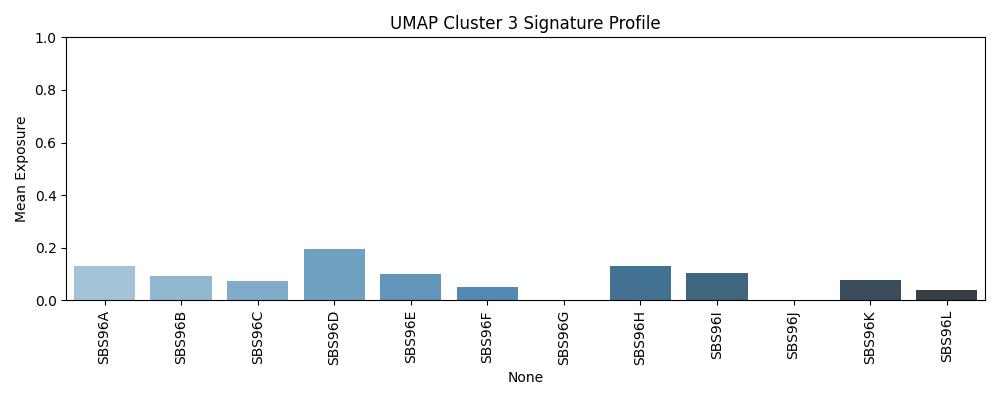 UMAP Cluster 3 Signature Profile
1.0
0.8
0.6
0.4
0.2
0.0
Mean Exposure
SBS96A
SBS96B
SBS96C
SBS96D
SBS96E
SBS96F
SBS96G
SBS96H
SBS96I
SBS96J
SBS96K
SBS96L
None